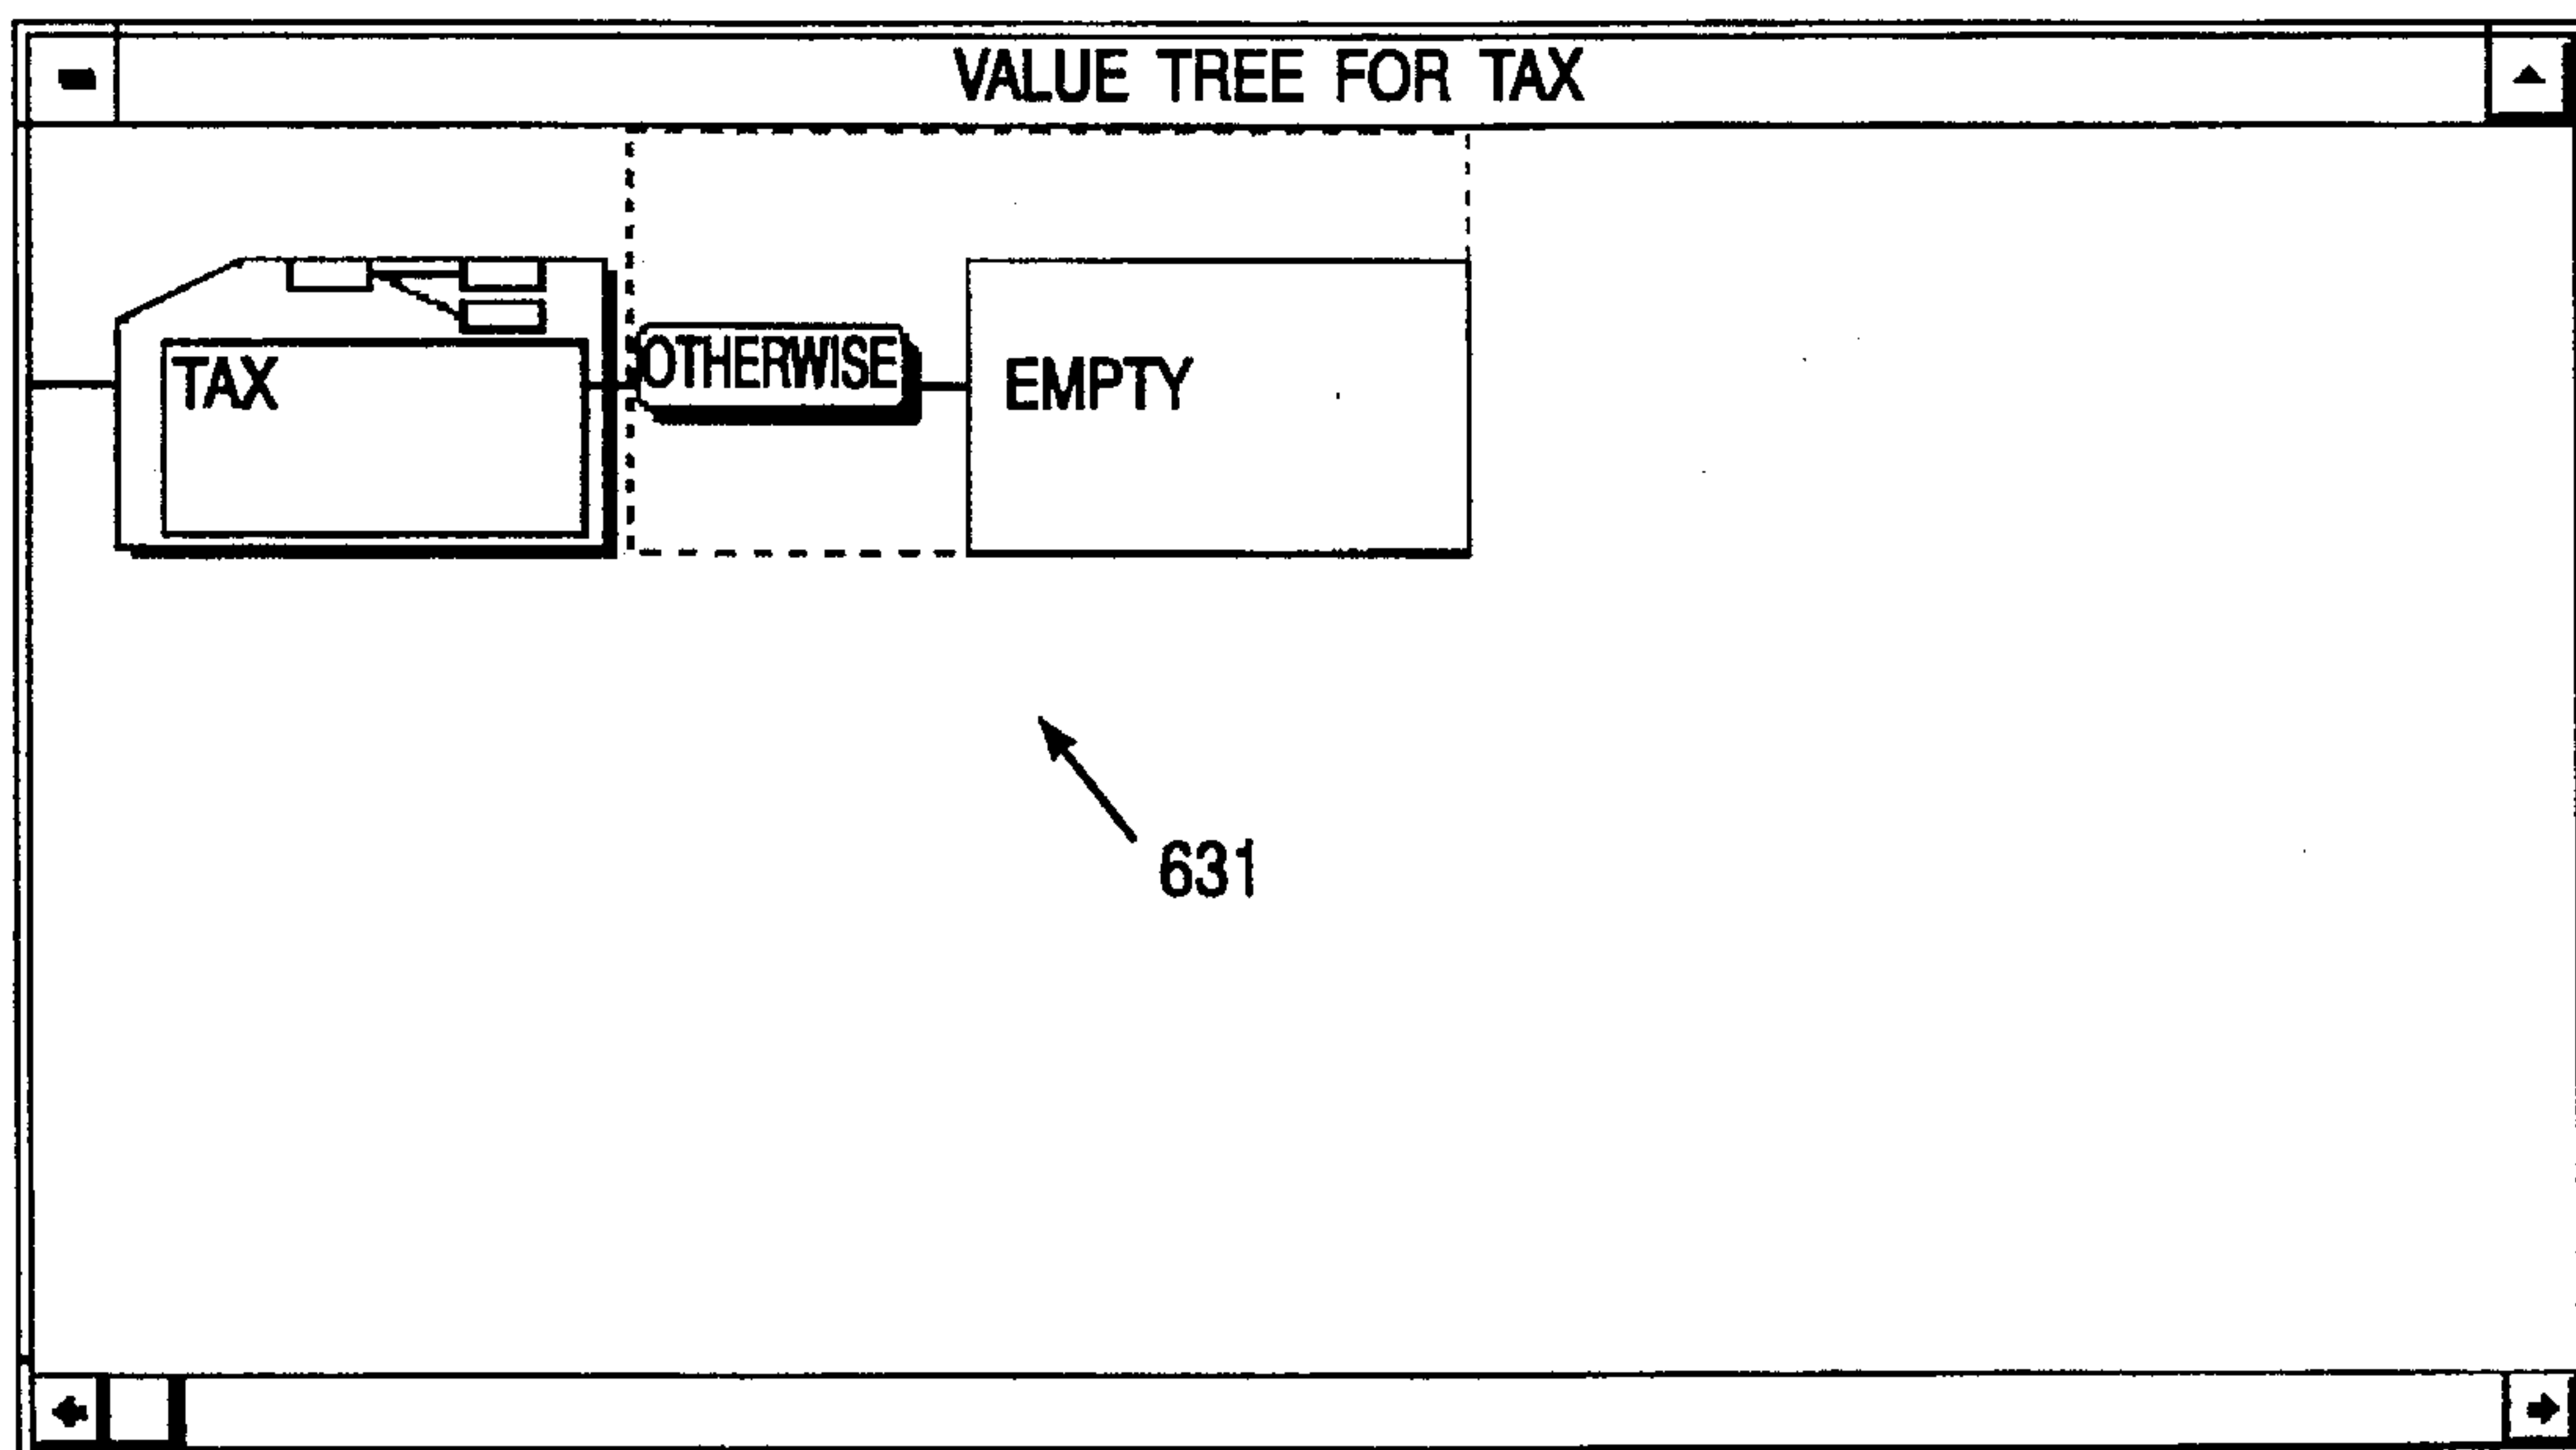 VALUE TREE FOR TAX
TAX
OTHERWISE
EMPTY
631